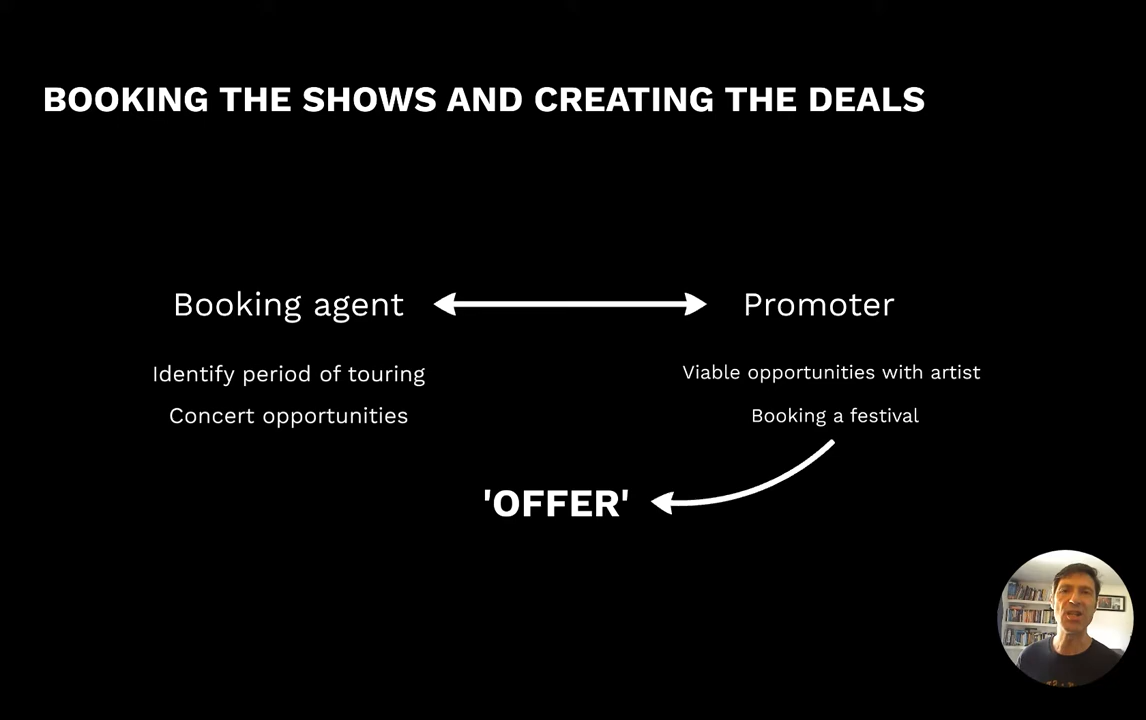 BOOKING THE SHOWS AND CREATING THE DEALS
Booking agent
Promoter
Identify period of touring
Viable opportunities with artist
Concert opportunities
Booking a festival
'OFFER'